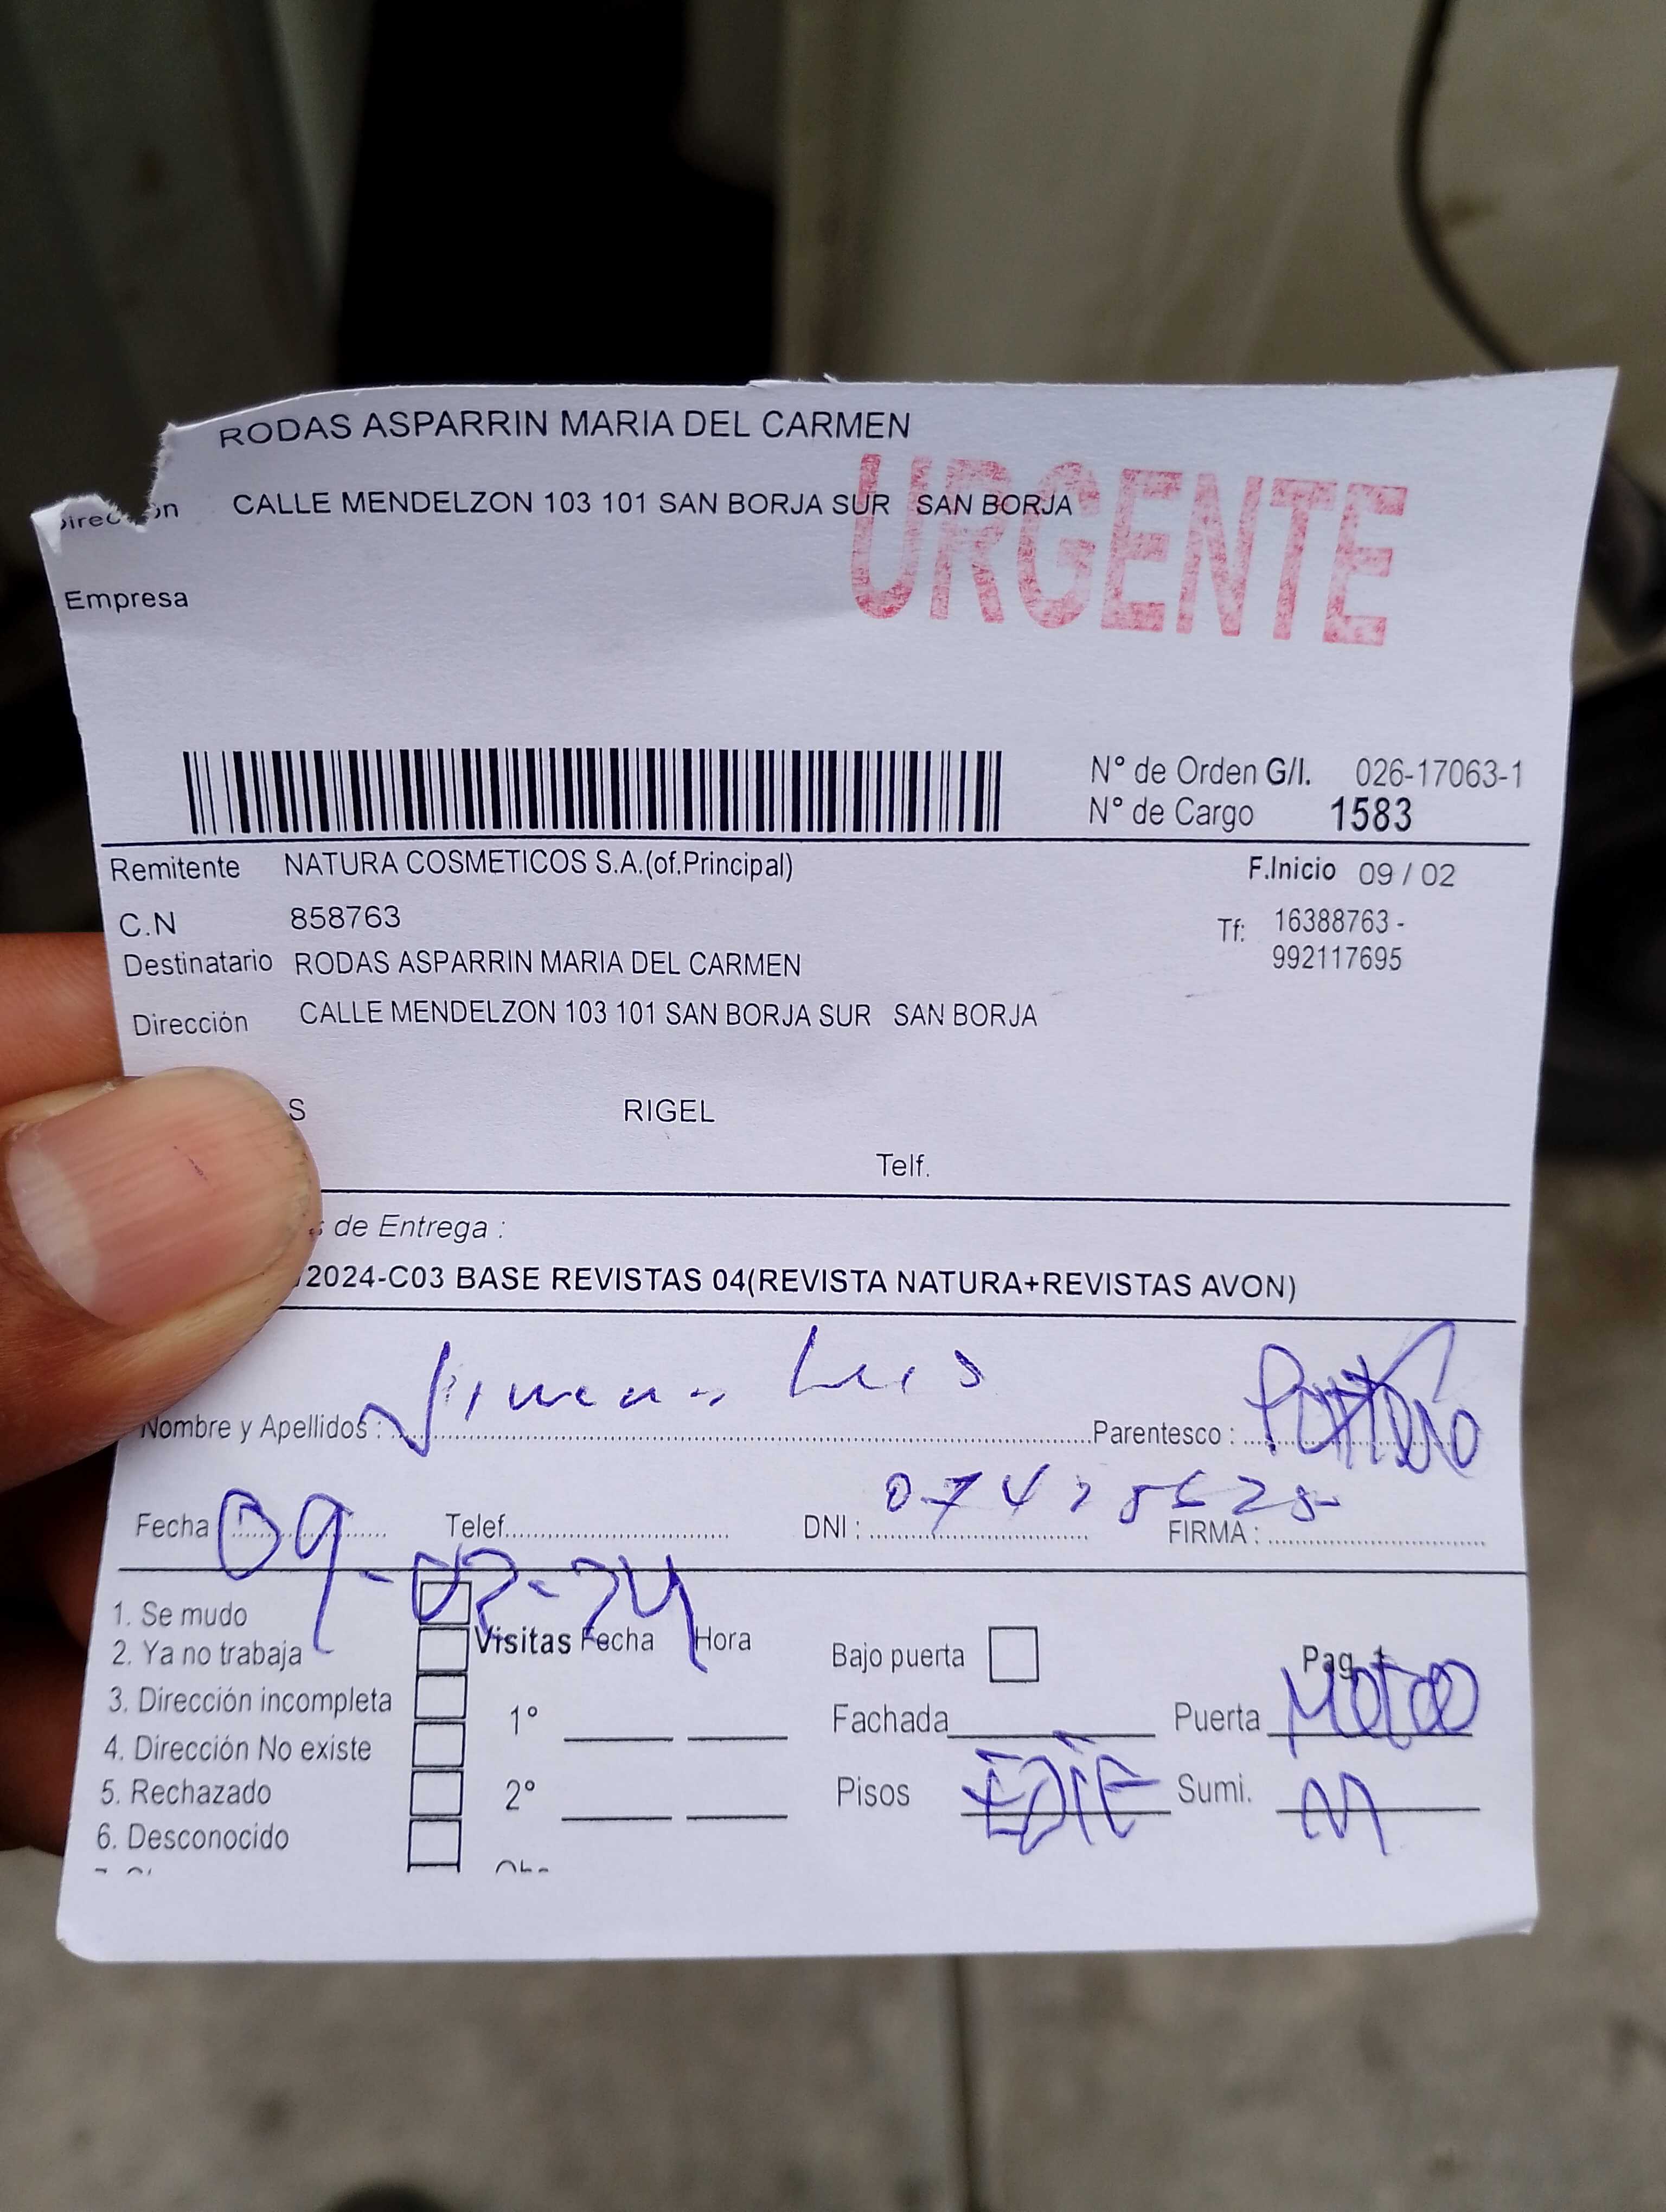 RODAS ASPARRIN MARIA DEL CARMEN
CALLE MENDELZON 103 101 SAN BORJA SUR SAN BORJA
URGENTE
Empresa
N° de Orden G/I. 026-17063-1
N° de Cargo 1583
Remitente NATURA COSMETICOS S.A.(of.Principal)
F.Inicio 09 / 02
C.N 858763
Tf: 16388763 -
992117695
Destinatario RODAS ASPARRIN MARIA DEL CARMEN
Dirección CALLE MENDELZON 103 101 SAN BORJA SUR SAN BORJA
S RIGEL
Telf.
de Entrega :
2024-C03 BASE REVISTAS 04(REVISTA NATURA+REVISTAS AVON)
Nombre y Apellidos : Luis Parentesco :
Fecha 09-02-24 Telef. DNI : FIRMA :
1. Se mudo
2. Ya no trabaja
3. Dirección incompleta
4. Dirección No existe
5. Rechazado
6. Desconocido
Visitas Fecha Hora
1°
2°
Bajo puerta
Pag. 1
Fachada Puerta
Pisos Sumi.